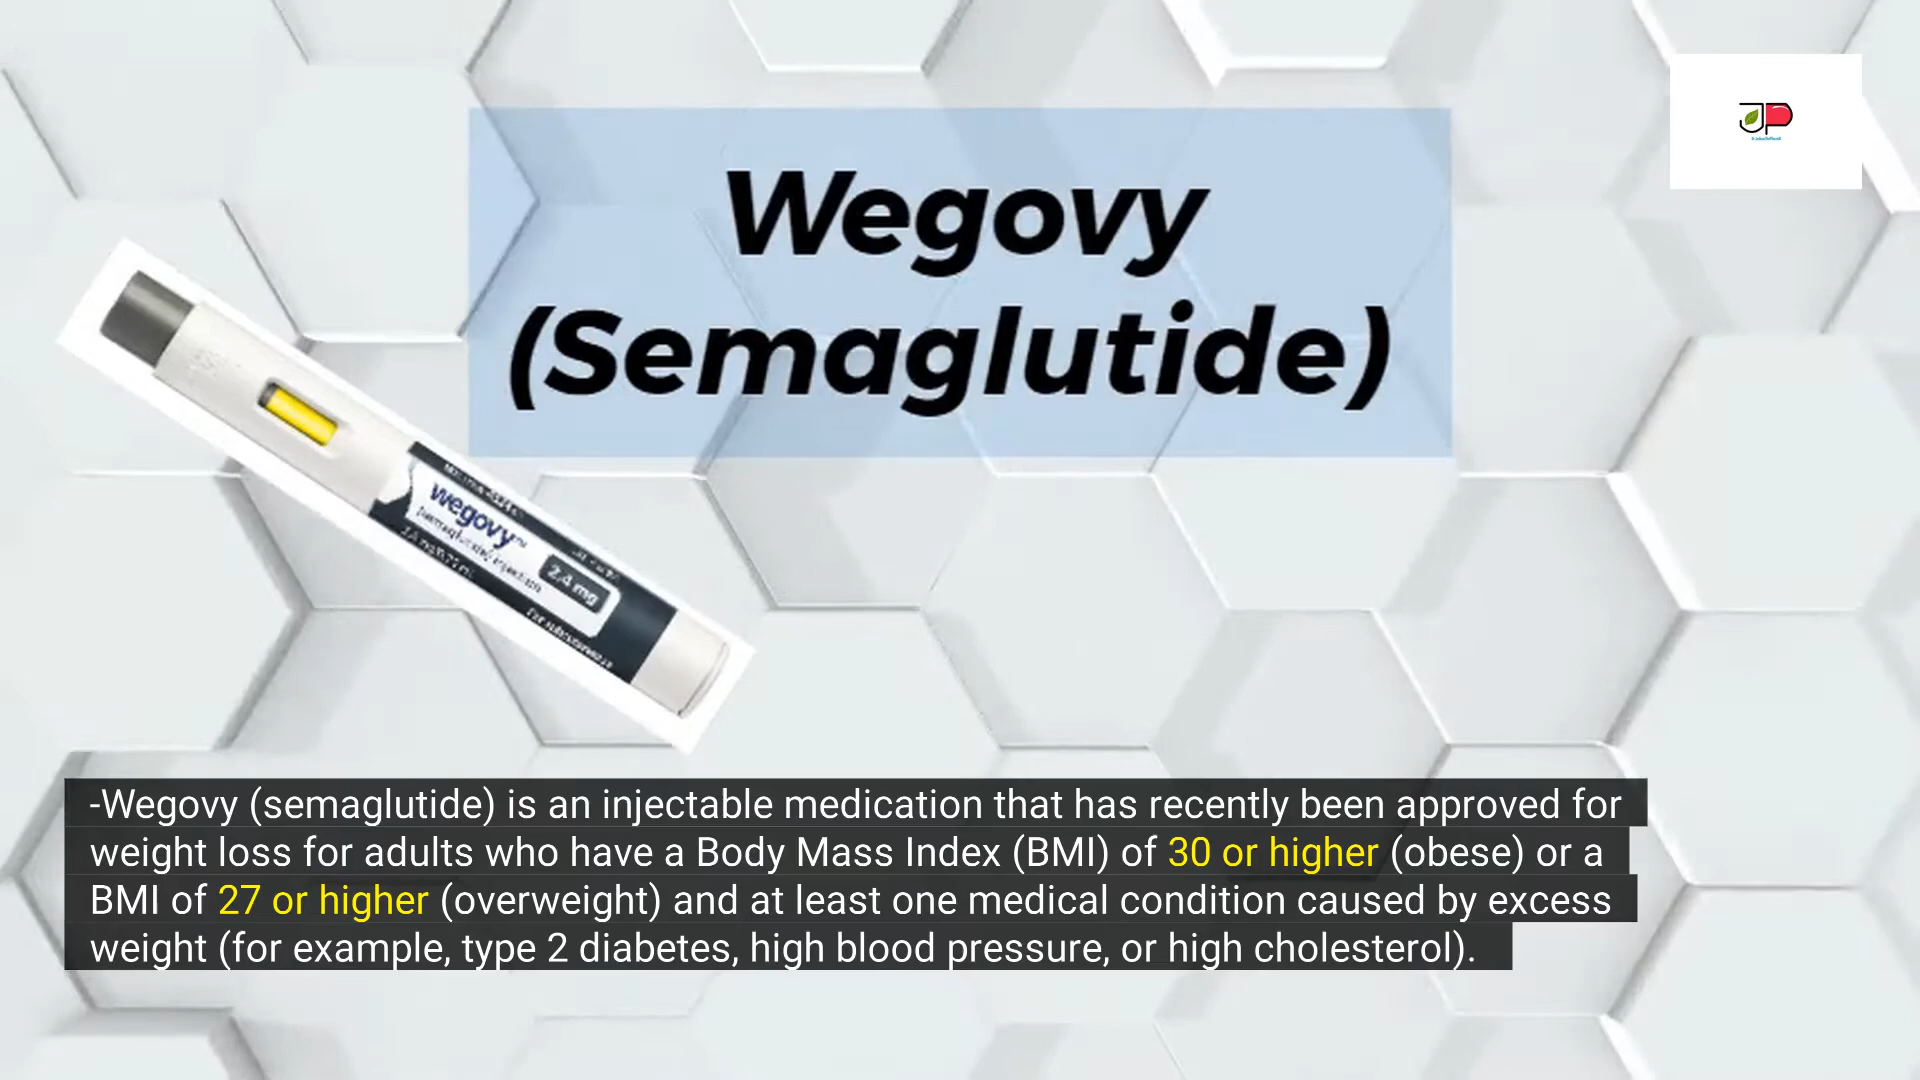 Wegovy
(Semaglutide)
JP
wegovy™
2.4 mg
-Wegovy (semaglutide) is an injectable medication that has recently been approved for
weight loss for adults who have a Body Mass Index (BMI) of 30 or higher (obese) or a
BMI of 27 or higher (overweight) and at least one medical condition caused by excess
weight (for example, type 2 diabetes, high blood pressure, or high cholesterol).